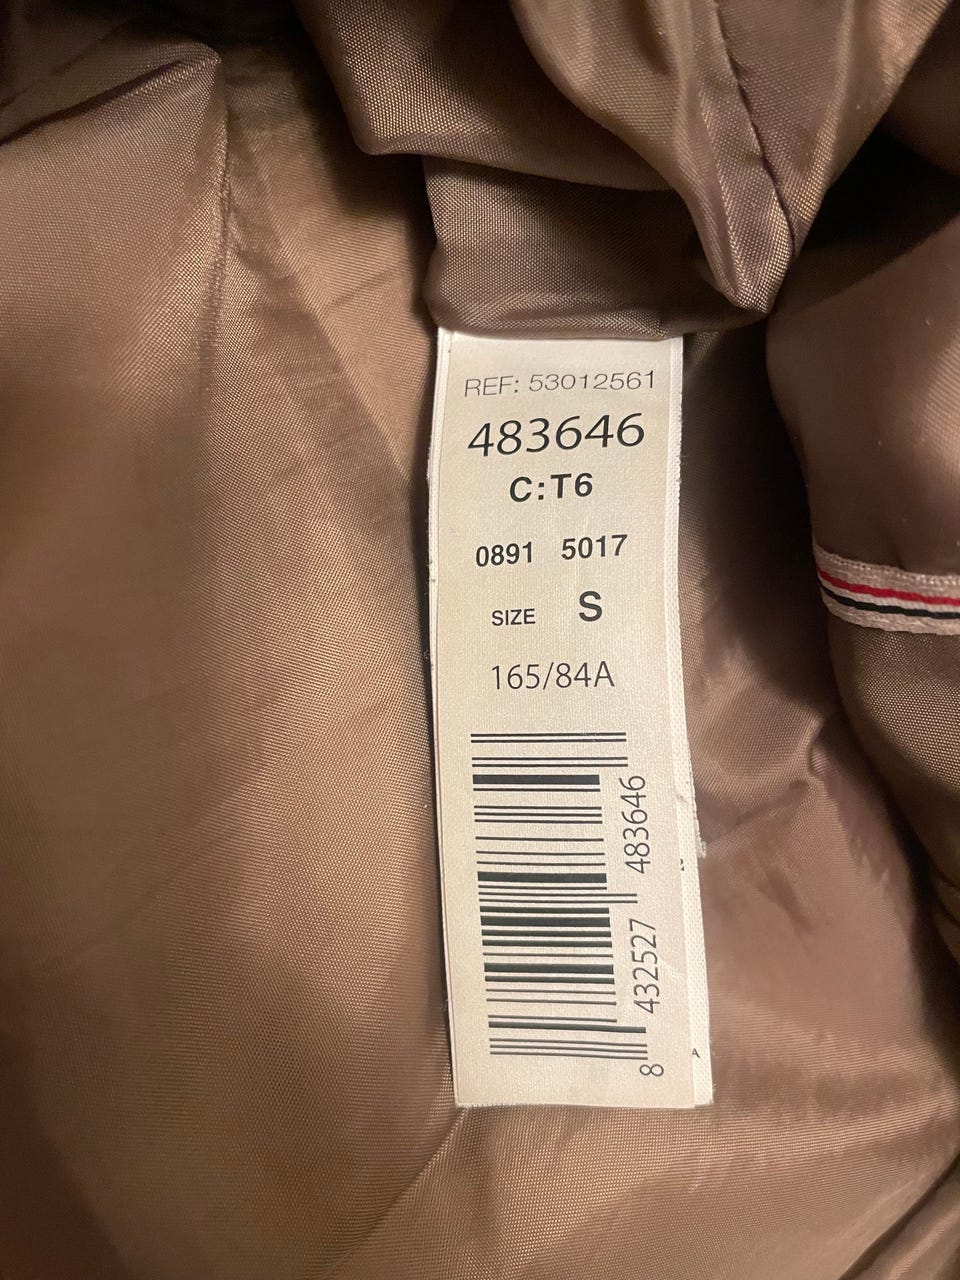 REF: 53012561
483646
C:T6
0891 5017
SIZE S
165/84A
8 432527 483646
A